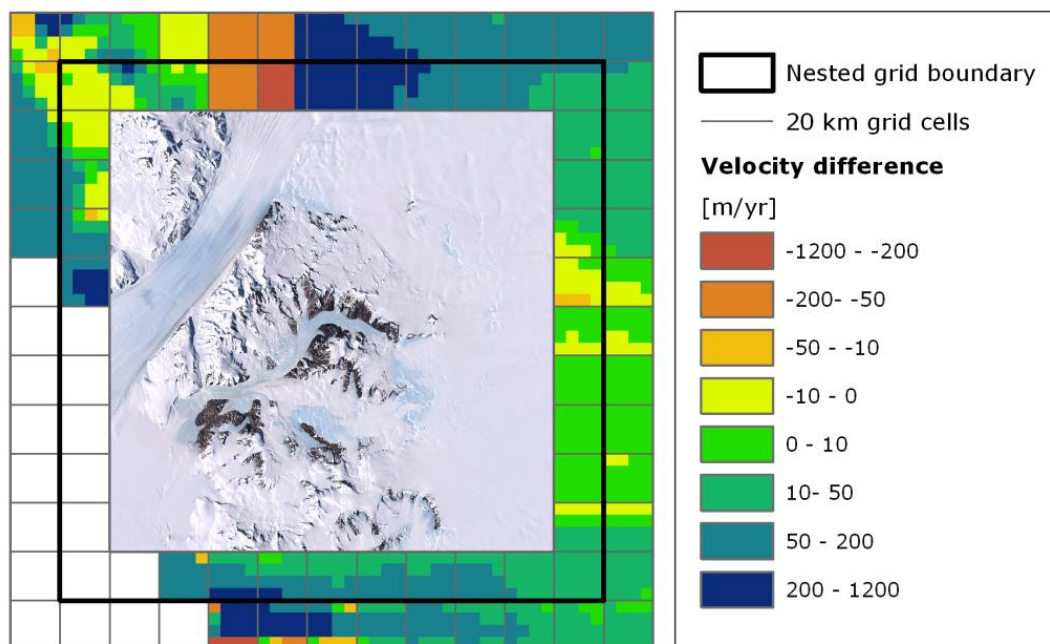 Nested grid boundary
20 km grid cells
Velocity difference
[m/yr]
-1200 - -200
-200- -50
-50 - -10
-10 - 0
0 - 10
10- 50
50 - 200
200 - 1200